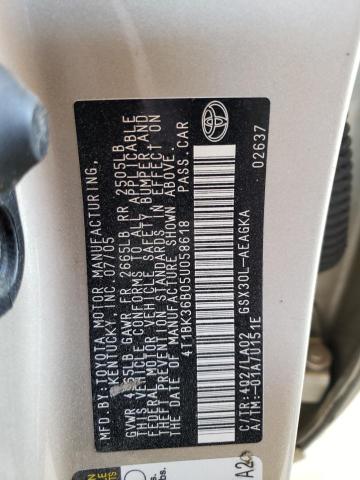 MFD.BY:TOYOTA MOTOR MANUFACTURING
KENTUCKY,INC. 07/05
GAWR FR 2665LB RR 2505LB
THIS VEHICLE CONFORMS TO ALL APPLICABLE
FEDERAL MOTOR VEHICLE SAFETY BUMPER, AND
THEFT PREVENTION STANDARDS IN EFFECT ON
THE DATE OF MANUFACTURE SHOWN ABOVE.
4T1BK36B05U058618 PASS.CAR
C/TR:4Q2/LA02 GSX30L-AEAGKA
A/TM:-01A/U151E 02637
A2